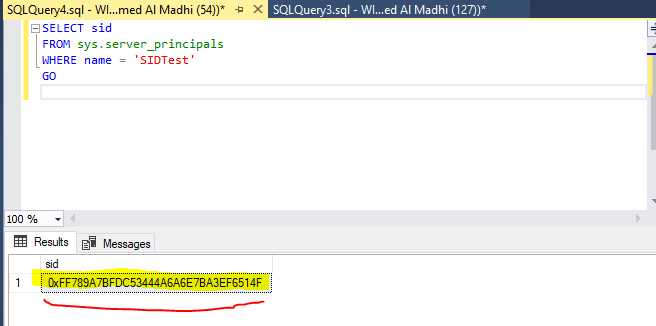 SQLQuery4.sql - WI...med Al Madhi (54))* SQLQuery3.sql - WI...ed Al Madhi (127))*
SELECT sid
FROM sys.server_principals
WHERE name = 'SIDTest'
GO
100 %
Results Messages
sid
1 0xFF789A7BFDC53444A6A6E7BA3EF6514F